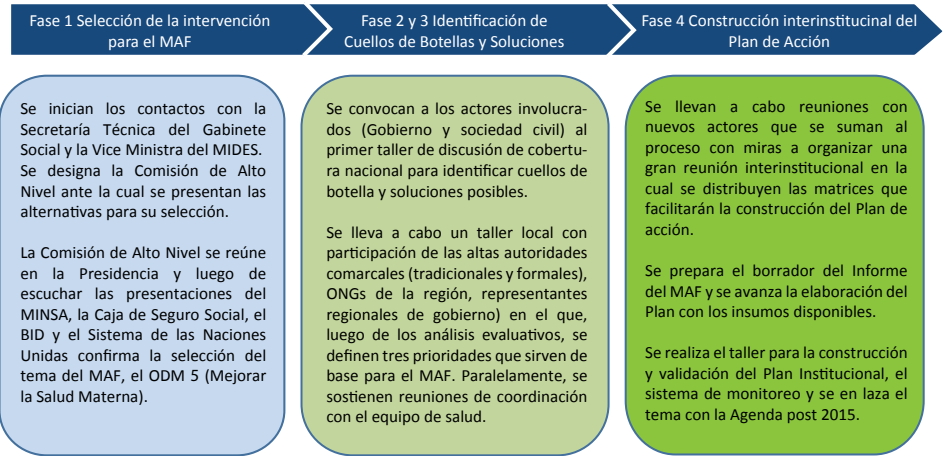 Fase 1 Selección de la intervención
para el MAF
Fase 2 y 3 Identificación de
Cuellos de Botellas y Soluciones
Fase 4 Construcción interinstitucinal del
Plan de Acción
Se inician los contactos con la
Secretaría Técnica del Gabinete
Social y la Vice Ministra del MIDES.
Se designa la Comisión de Alto
Nivel ante la cual se presentan las
alternativas para su selección.
La Comisión de Alto Nivel se reúne
en la Presidencia y luego de
escuchar las presentaciones del
MINSA, la Caja de Seguro Social, el
BID y el Sistema de las Naciones
Unidas confirma la selección del
tema del MAF, el ODM 5 (Mejorar
la Salud Materna).
Se convocan a los actores involucra-
dos (Gobierno y sociedad civil) al
primer taller de discusión de cobertu-
ra nacional para identificar cuellos de
botella y soluciones posibles.
Se lleva a cabo un taller local con
participación de las altas autoridades
comarcales (tradicionales y formales),
ONGs de la región, representantes
regionales de gobierno) en el que,
luego de los análisis evaluativos, se
definen tres prioridades que sirven de
base para el MAF. Paralelamente, se
sostienen reuniones de coordinación
con el equipo de salud.
Se llevan a cabo reuniones con
nuevos actores que se suman al
proceso con miras a organizar una
gran reunión interinstitucional en la
cual se distribuyen las matrices que
facilitarán la construcción del Plan de
acción.
Se prepara el borrador del Informe
del MAF y se avanza la elaboración del
Plan con los insumos disponibles.
Se realiza el taller para la construcción
y validación del Plan Institucional, el
sistema de monitoreo y se en laza el
tema con la Agenda post 2015.